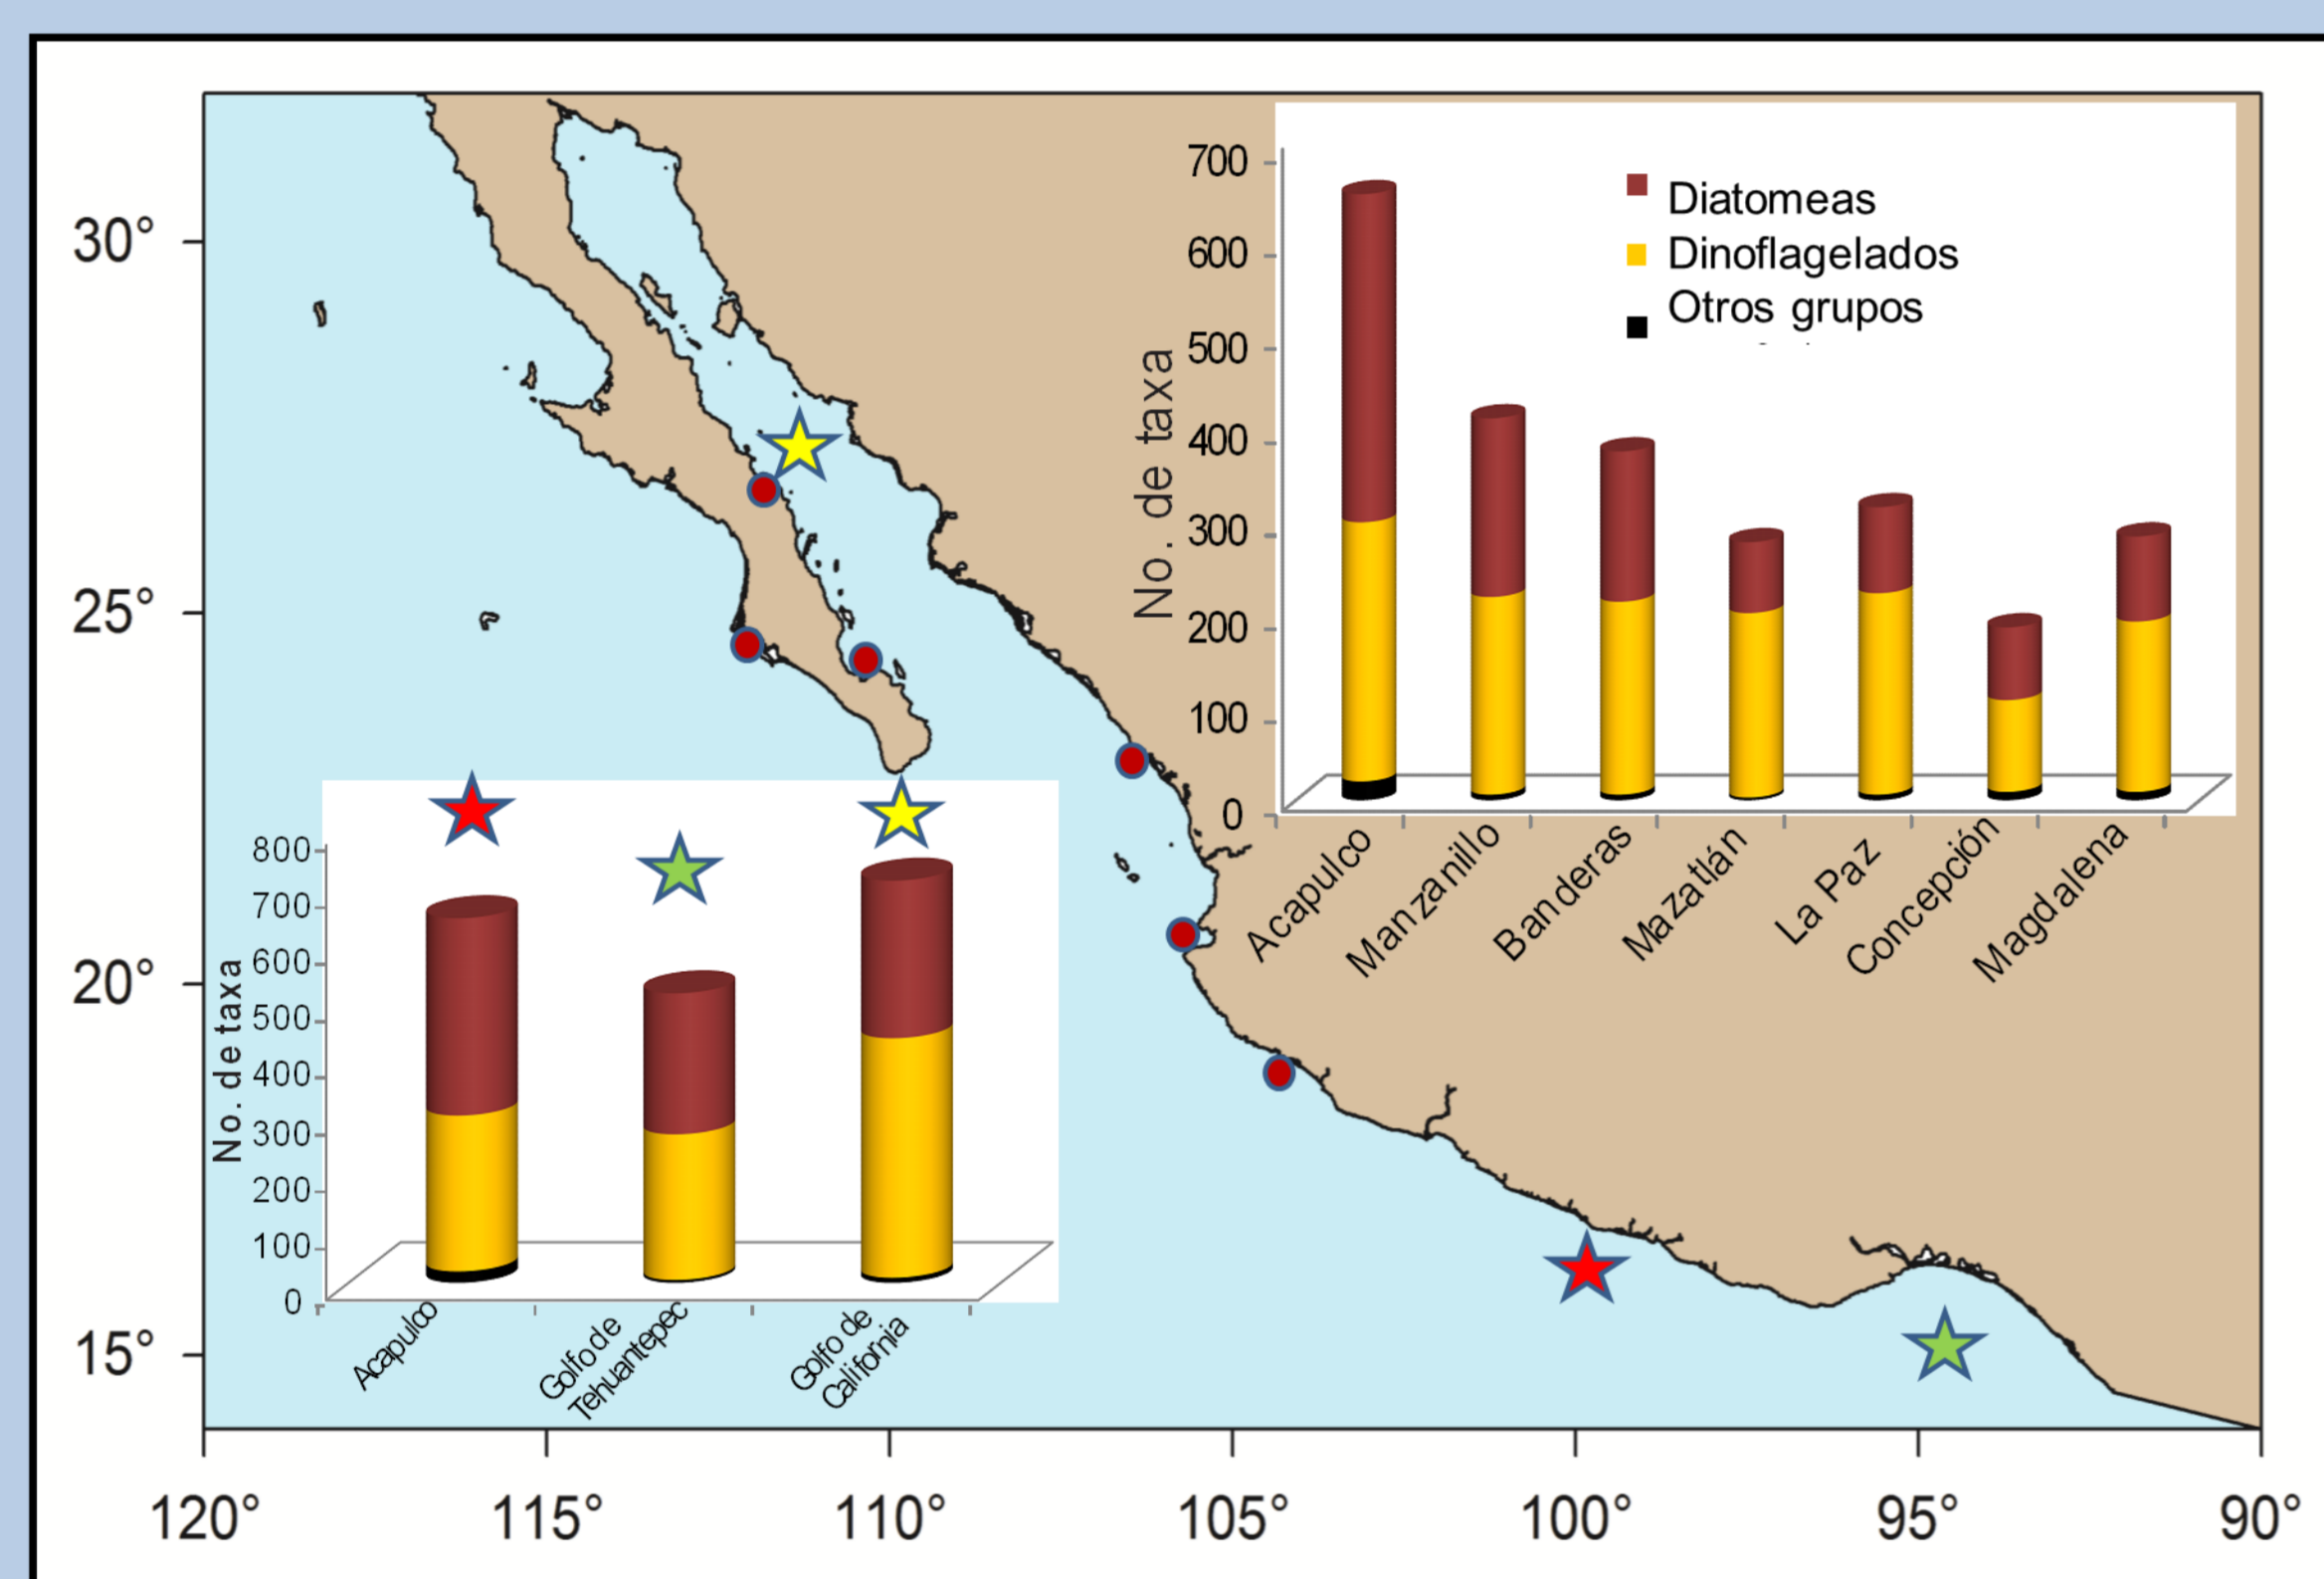 30°
25°
20°
15°
120°
115°
110°
105°
100°
95°
90°
No. de taxa
700
600
500
400
300
200
100
0
Diatomeas
Dinoflagelados
Otros grupos
Acapulco
Manzanillo
Banderas
Mazatlán
La Paz
Concepción
Magdalena
No. de taxa
800
700
600
500
400
300
200
100
0
Acapulco
Golfo de
Tehuantepec
Golfo de
California